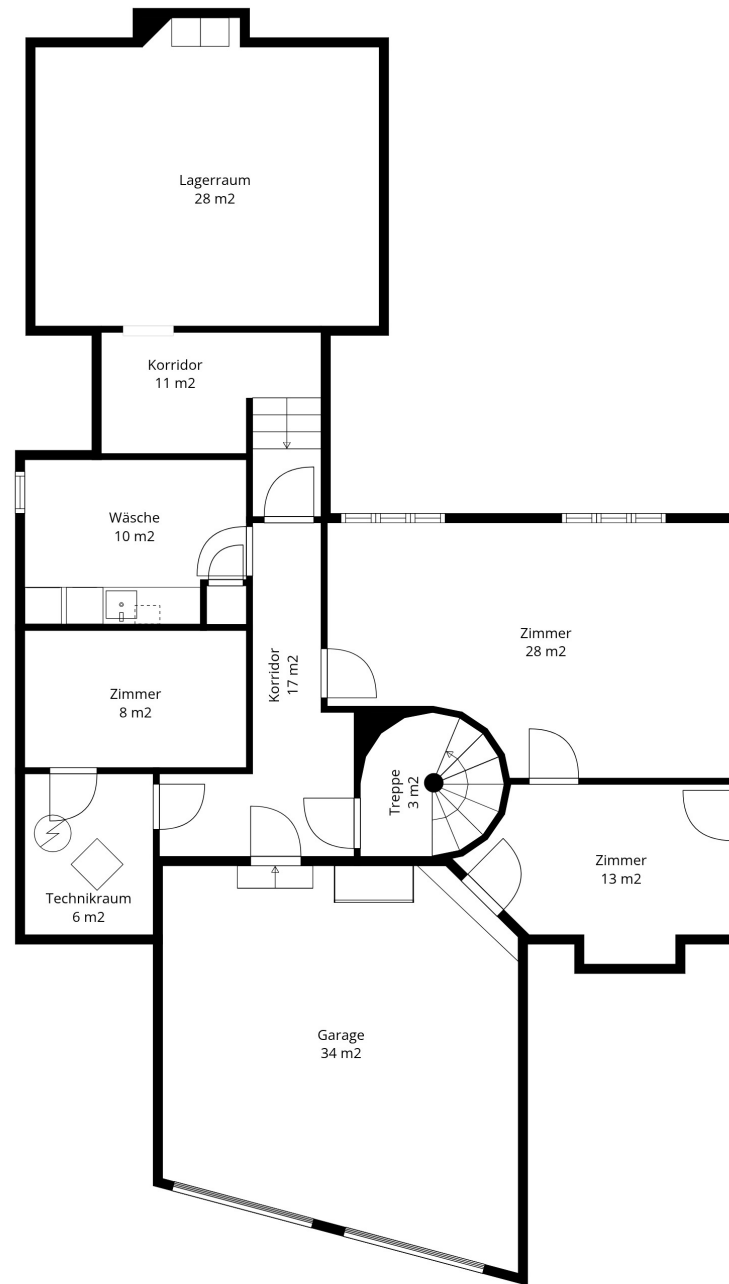 Lagerraum
28 m2
Korridor
11 m2
Wäsche
10 m2
Zimmer
28 m2
Korridor
17 m2
Zimmer
8 m2
Treppe
3 m2
Zimmer
13 m2
Technikraum
6 m2
Garage
34 m2